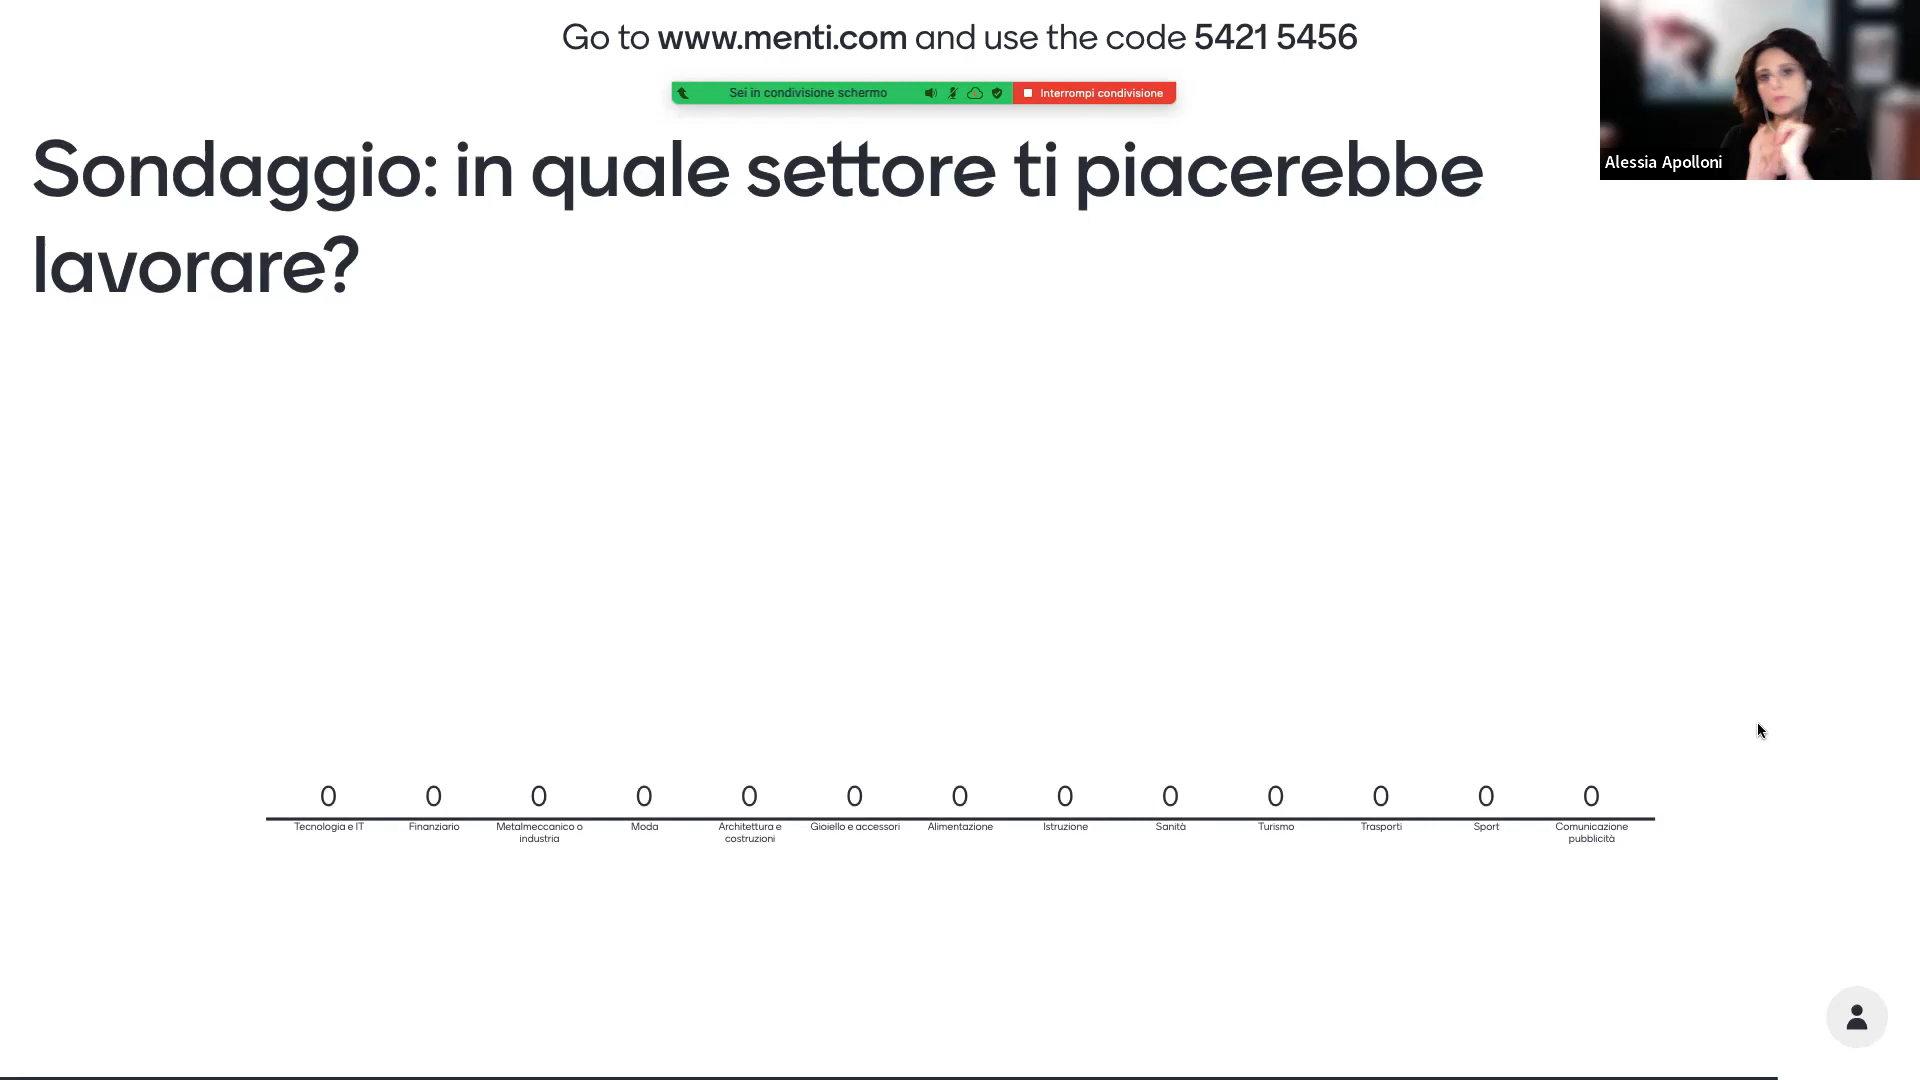 Go to www.menti.com and use the code 5421 5456
Sei in condivisione schermo
Interrompi condivisione
Alessia Apolloni
Sondaggio: in quale settore ti piacerebbe
lavorare?
0 0 0 0 0 0 0 0 0 0 0 0 0
Tecnologia e IT
Finanziario
Metalmeccanico o
industria
Moda
Architettura e
costruzioni
Gioiello e accessori
Alimentazione
Istruzione
Sanità
Turismo
Trasporti
Sport
Comunicazione
pubblicità